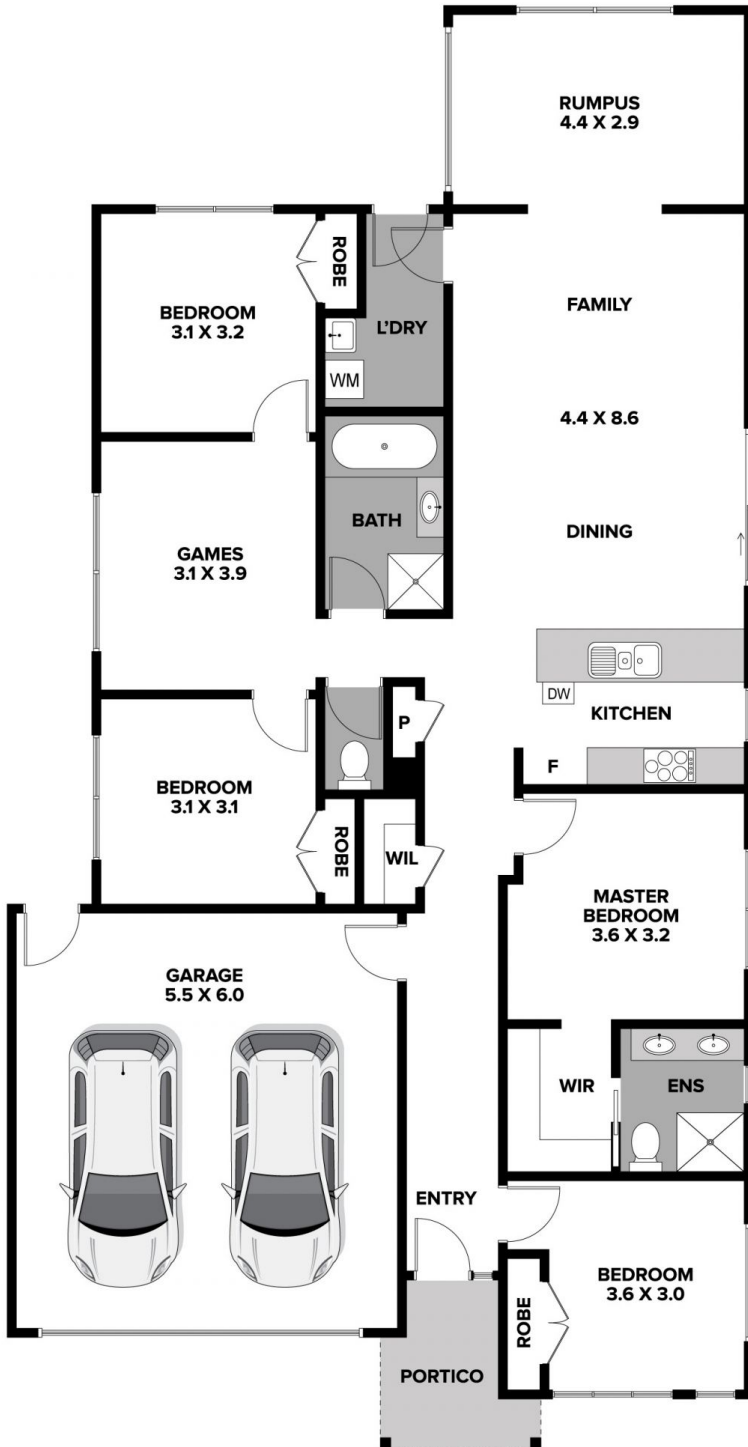 RUMPUS
4.4 X 2.9
ROBE
BEDROOM
3.1 X 3.2
L'DRY
WM
FAMILY
4.4 X 8.6
DINING
BATH
GAMES
3.1 X 3.9
DW
KITCHEN
P
F
BEDROOM
3.1 X 3.1
ROBE
WIL
MASTER
BEDROOM
3.6 X 3.2
GARAGE
5.5 X 6.0
WIR
ENS
ENTRY
BEDROOM
3.6 X 3.0
ROBE
PORTICO